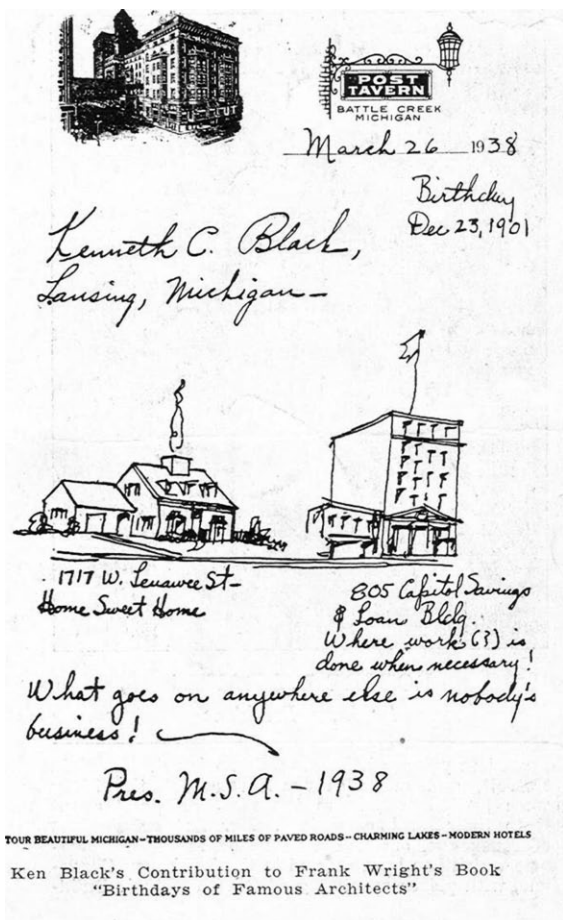 POST
TAVERN
BATTLE CREEK
MICHIGAN
March 26 1938
Birthday
Dec 23, 1901
Kenneth C. Black,
Lansing, Michigan—
1717 W. Lenawee St—
Home Sweet Home
805 Capitol Savings
& Loan Bldg.
Where work (?) is
done when necessary!
What goes on anywhere else is nobody's
business!
Pres. M.S.A. — 1938
TOUR BEAUTIFUL MICHIGAN—THOUSANDS OF MILES OF PAVED ROADS—CHARMING LAKES—MODERN HOTELS
Ken Black's Contribution to Frank Wright's Book
"Birthdays of Famous Architects"